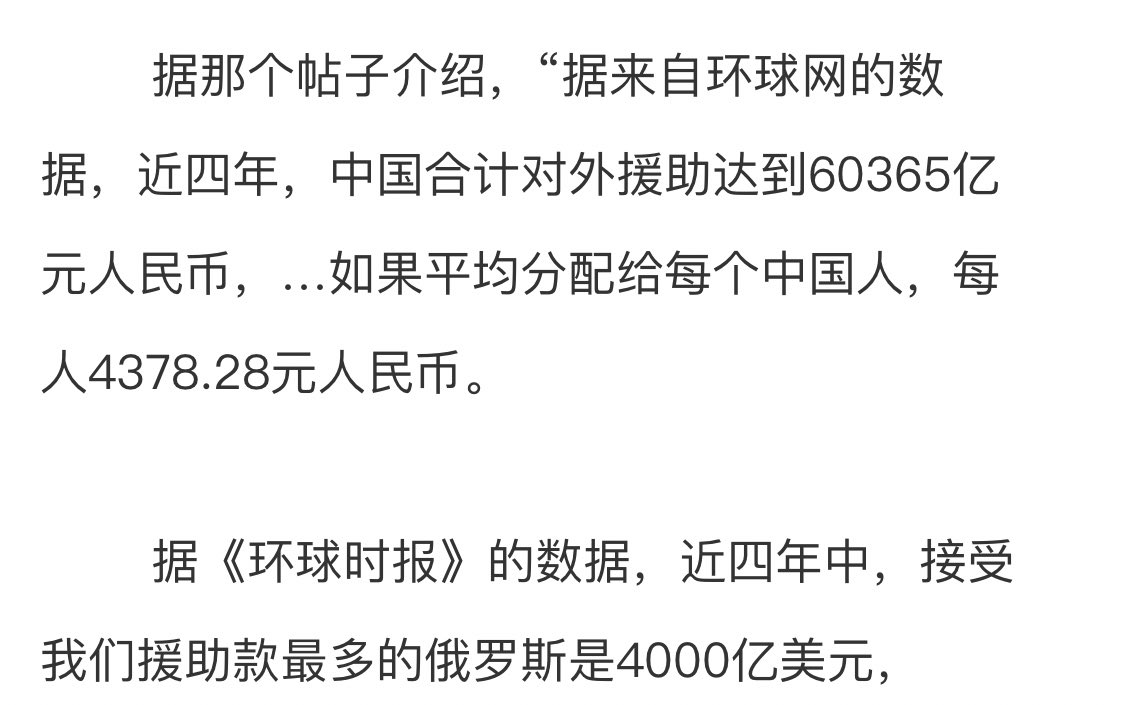 据那个帖子介绍，“据来自环球网的数
据，近四年，中国合计对外援助达到60365亿
元人民币，…如果平均分配给每个中国人，每
人4378.28元人民币。
据《环球时报》的数据，近四年中，接受
我们援助款最多的俄罗斯是4000亿美元，